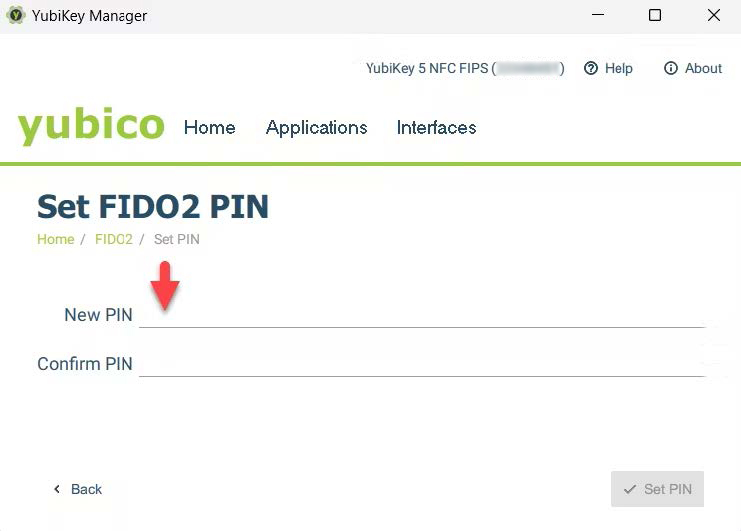 YubiKey Manager
YubiKey 5 NFC FIPS ( ) Help About
yubico Home Applications Interfaces
Set FIDO2 PIN
Home / FIDO2 / Set PIN
New PIN
Confirm PIN
Back Set PIN